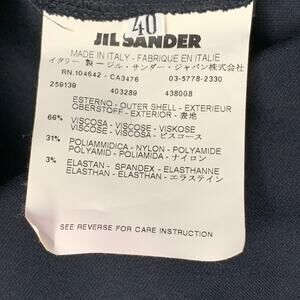 40
JIL SANDER
MADE IN ITALY - FABRIQUE EN ITALIE
イタリー製 ージル・サンダー・ジャパン株式会社
RN.104642 - CA3476 03-5778-2330
259139 403289 438008
ESTERNO - OUTER SHELL - EXTERIEUR
OBERSTOFF - EXTERIOR - 表地
66% VISCOSA - VISCOSE - VISKOSE
VISCOSE - VISCOSA - ビスコース
31% POLIAMMIDICA - NYLON - POLYAMIDE
POLYAMID - POLIAMIDA - ナイロン
3% ELASTAN - SPANDEX - ELASTHANNE
ELASTAN - ELASTHAN - エラステイン
SEE REVERSE FOR CARE INSTRUCTION